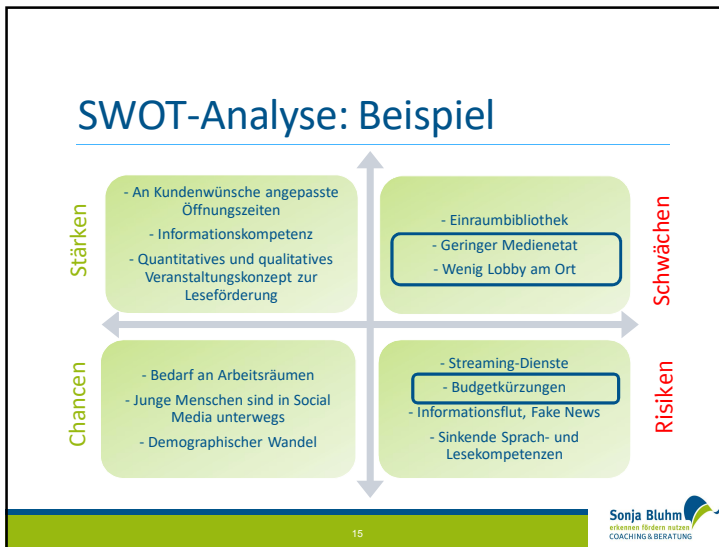 SWOT-Analyse: Beispiel
Stärken
- An Kundenwünsche angepasste
Öffnungszeiten
- Informationskompetenz
- Quantitatives und qualitatives
Veranstaltungskonzept zur
Leseförderung
- Einraumbibliothek
- Geringer Medienetat
- Wenig Lobby am Ort
Schwächen
Chancen
- Bedarf an Arbeitsräumen
- Junge Menschen sind in Social
Media unterwegs
- Demographischer Wandel
- Streaming-Dienste
- Budgetkürzungen
- Informationsflut, Fake News
- Sinkende Sprach- und
Lesekompetenzen
Risiken
15
Sonja Bluhm
erkennen fördern nutzen
COACHING & BERATUNG